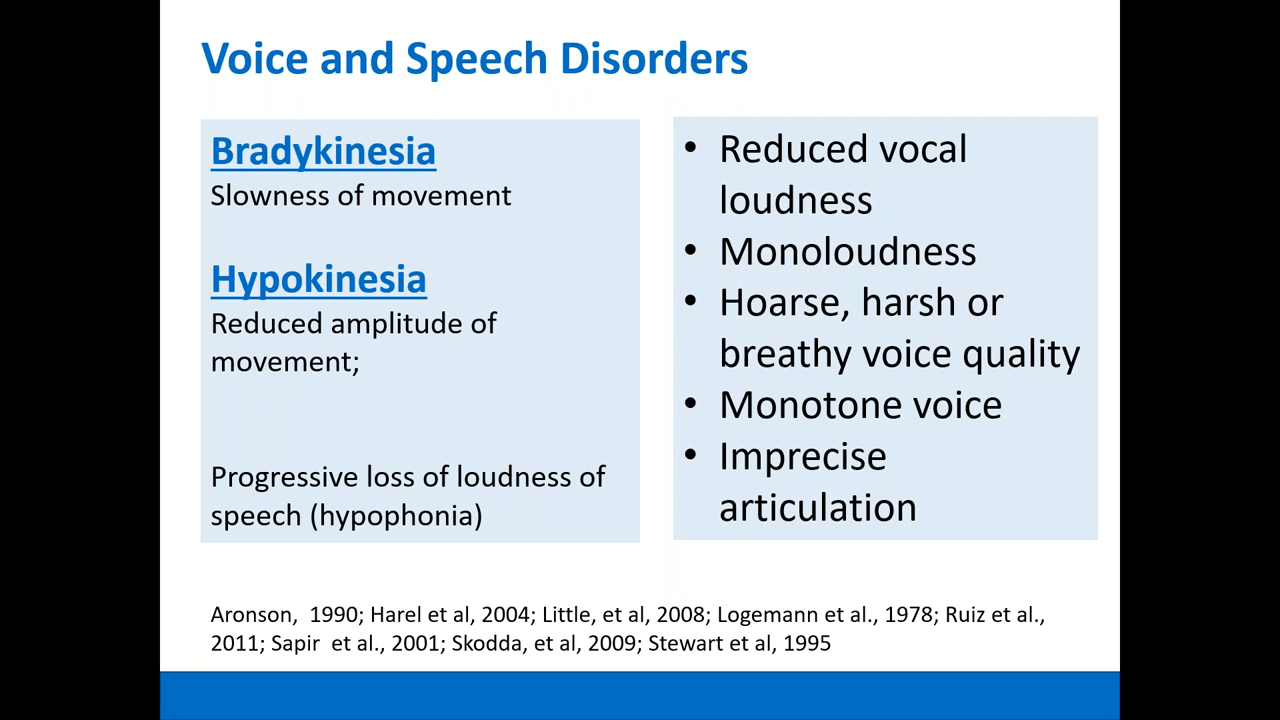 Voice and Speech Disorders
Bradykinesia
Slowness of movement
Hypokinesia
Reduced amplitude of
movement;
Progressive loss of loudness of
speech (hypophonia)
• Reduced vocal
loudness
• Monoloudness
• Hoarse, harsh or
breathy voice quality
• Monotone voice
• Imprecise
articulation
Aronson,  1990; Harel et al, 2004; Little, et al, 2008; Logemann et al., 1978; Ruiz et al.,
2011; Sapir  et al., 2001; Skodda, et al, 2009; Stewart et al, 1995